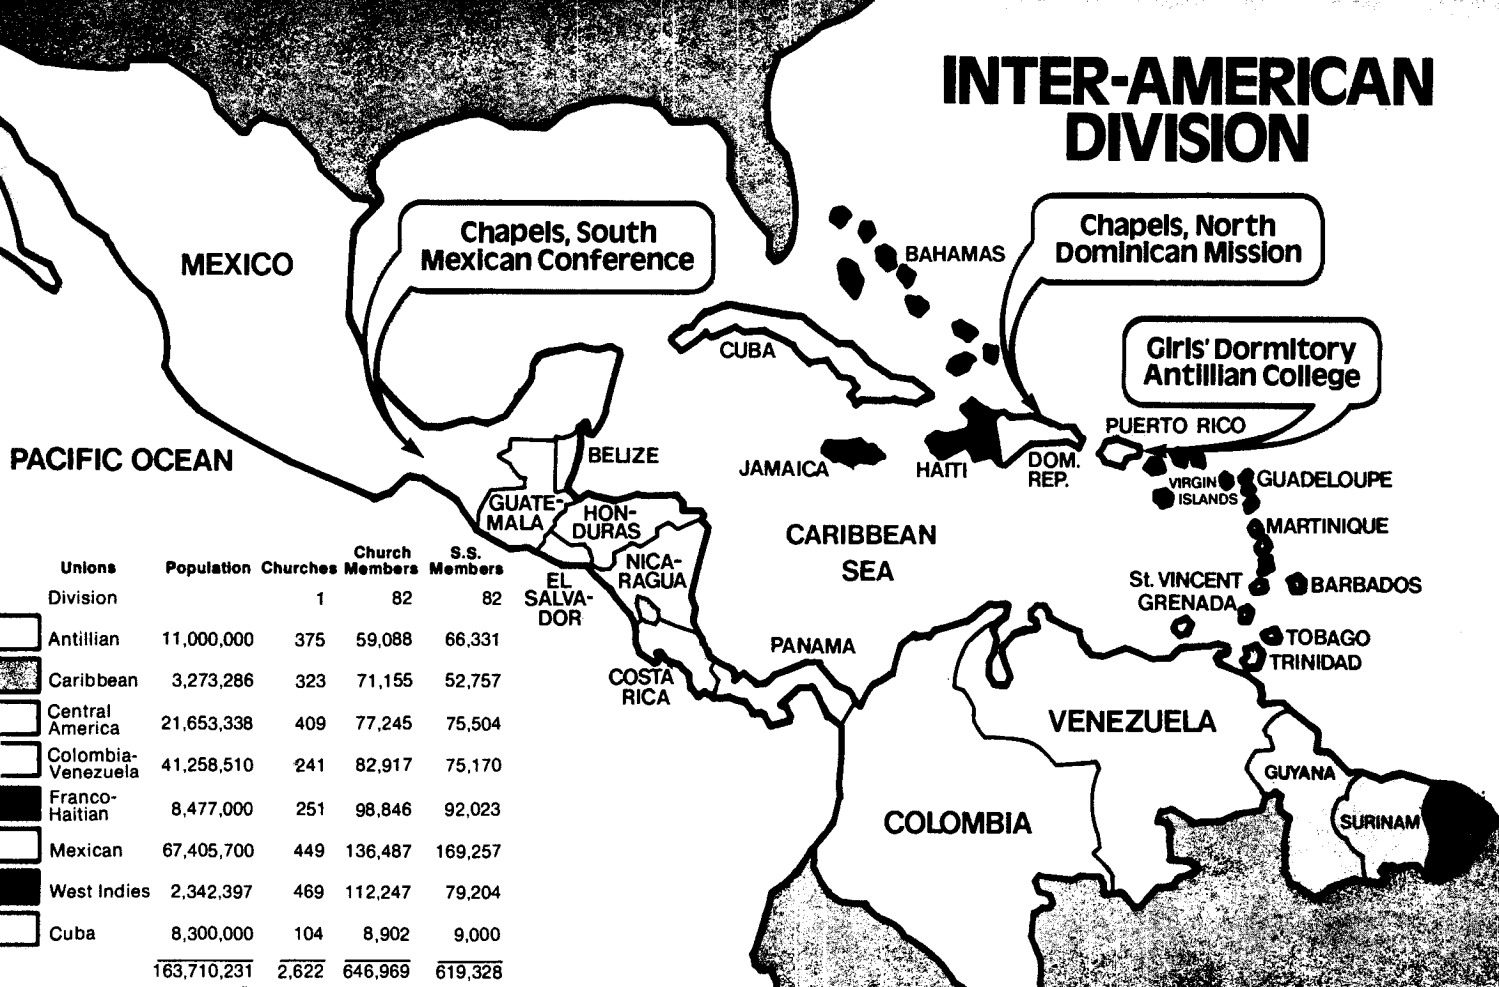 INTER-AMERICAN
DIVISION
Chapels, South
Mexican Conference
Chapels, North
Dominican Mission
Girls' Dormitory
Antillian College
MEXICO
BAHAMAS
CUBA
PACIFIC OCEAN
BELIZE
JAMAICA
HAITI
DOM.
REP.
PUERTO RICO
VIRGIN
ISLANDS
GUADELOUPE
GUATE-
MALA
HON-
DURAS
MARTINIQUE
CARIBBEAN
SEA
NICA-
RAGUA
EL
SALVA-
DOR
St. VINCENT
GRENADA
BARBADOS
TOBAGO
TRINIDAD
PANAMA
COSTA
RICA
VENEZUELA
GUYANA
COLOMBIA
SURINAM
Unions Population Churches Church Members S.S. Members
Division 1 82 82
Antillian 11,000,000 375 59,088 66,331
Caribbean 3,273,286 323 71,155 52,757
Central America 21,653,338 409 77,245 75,504
Colombia-Venezuela 41,258,510 241 82,917 75,170
Franco-Haitian 8,477,000 251 98,846 92,023
Mexican 67,405,700 449 136,487 169,257
West Indies 2,342,397 469 112,247 79,204
Cuba 8,300,000 104 8,902 9,000
163,710,231 2,622 646,969 619,328